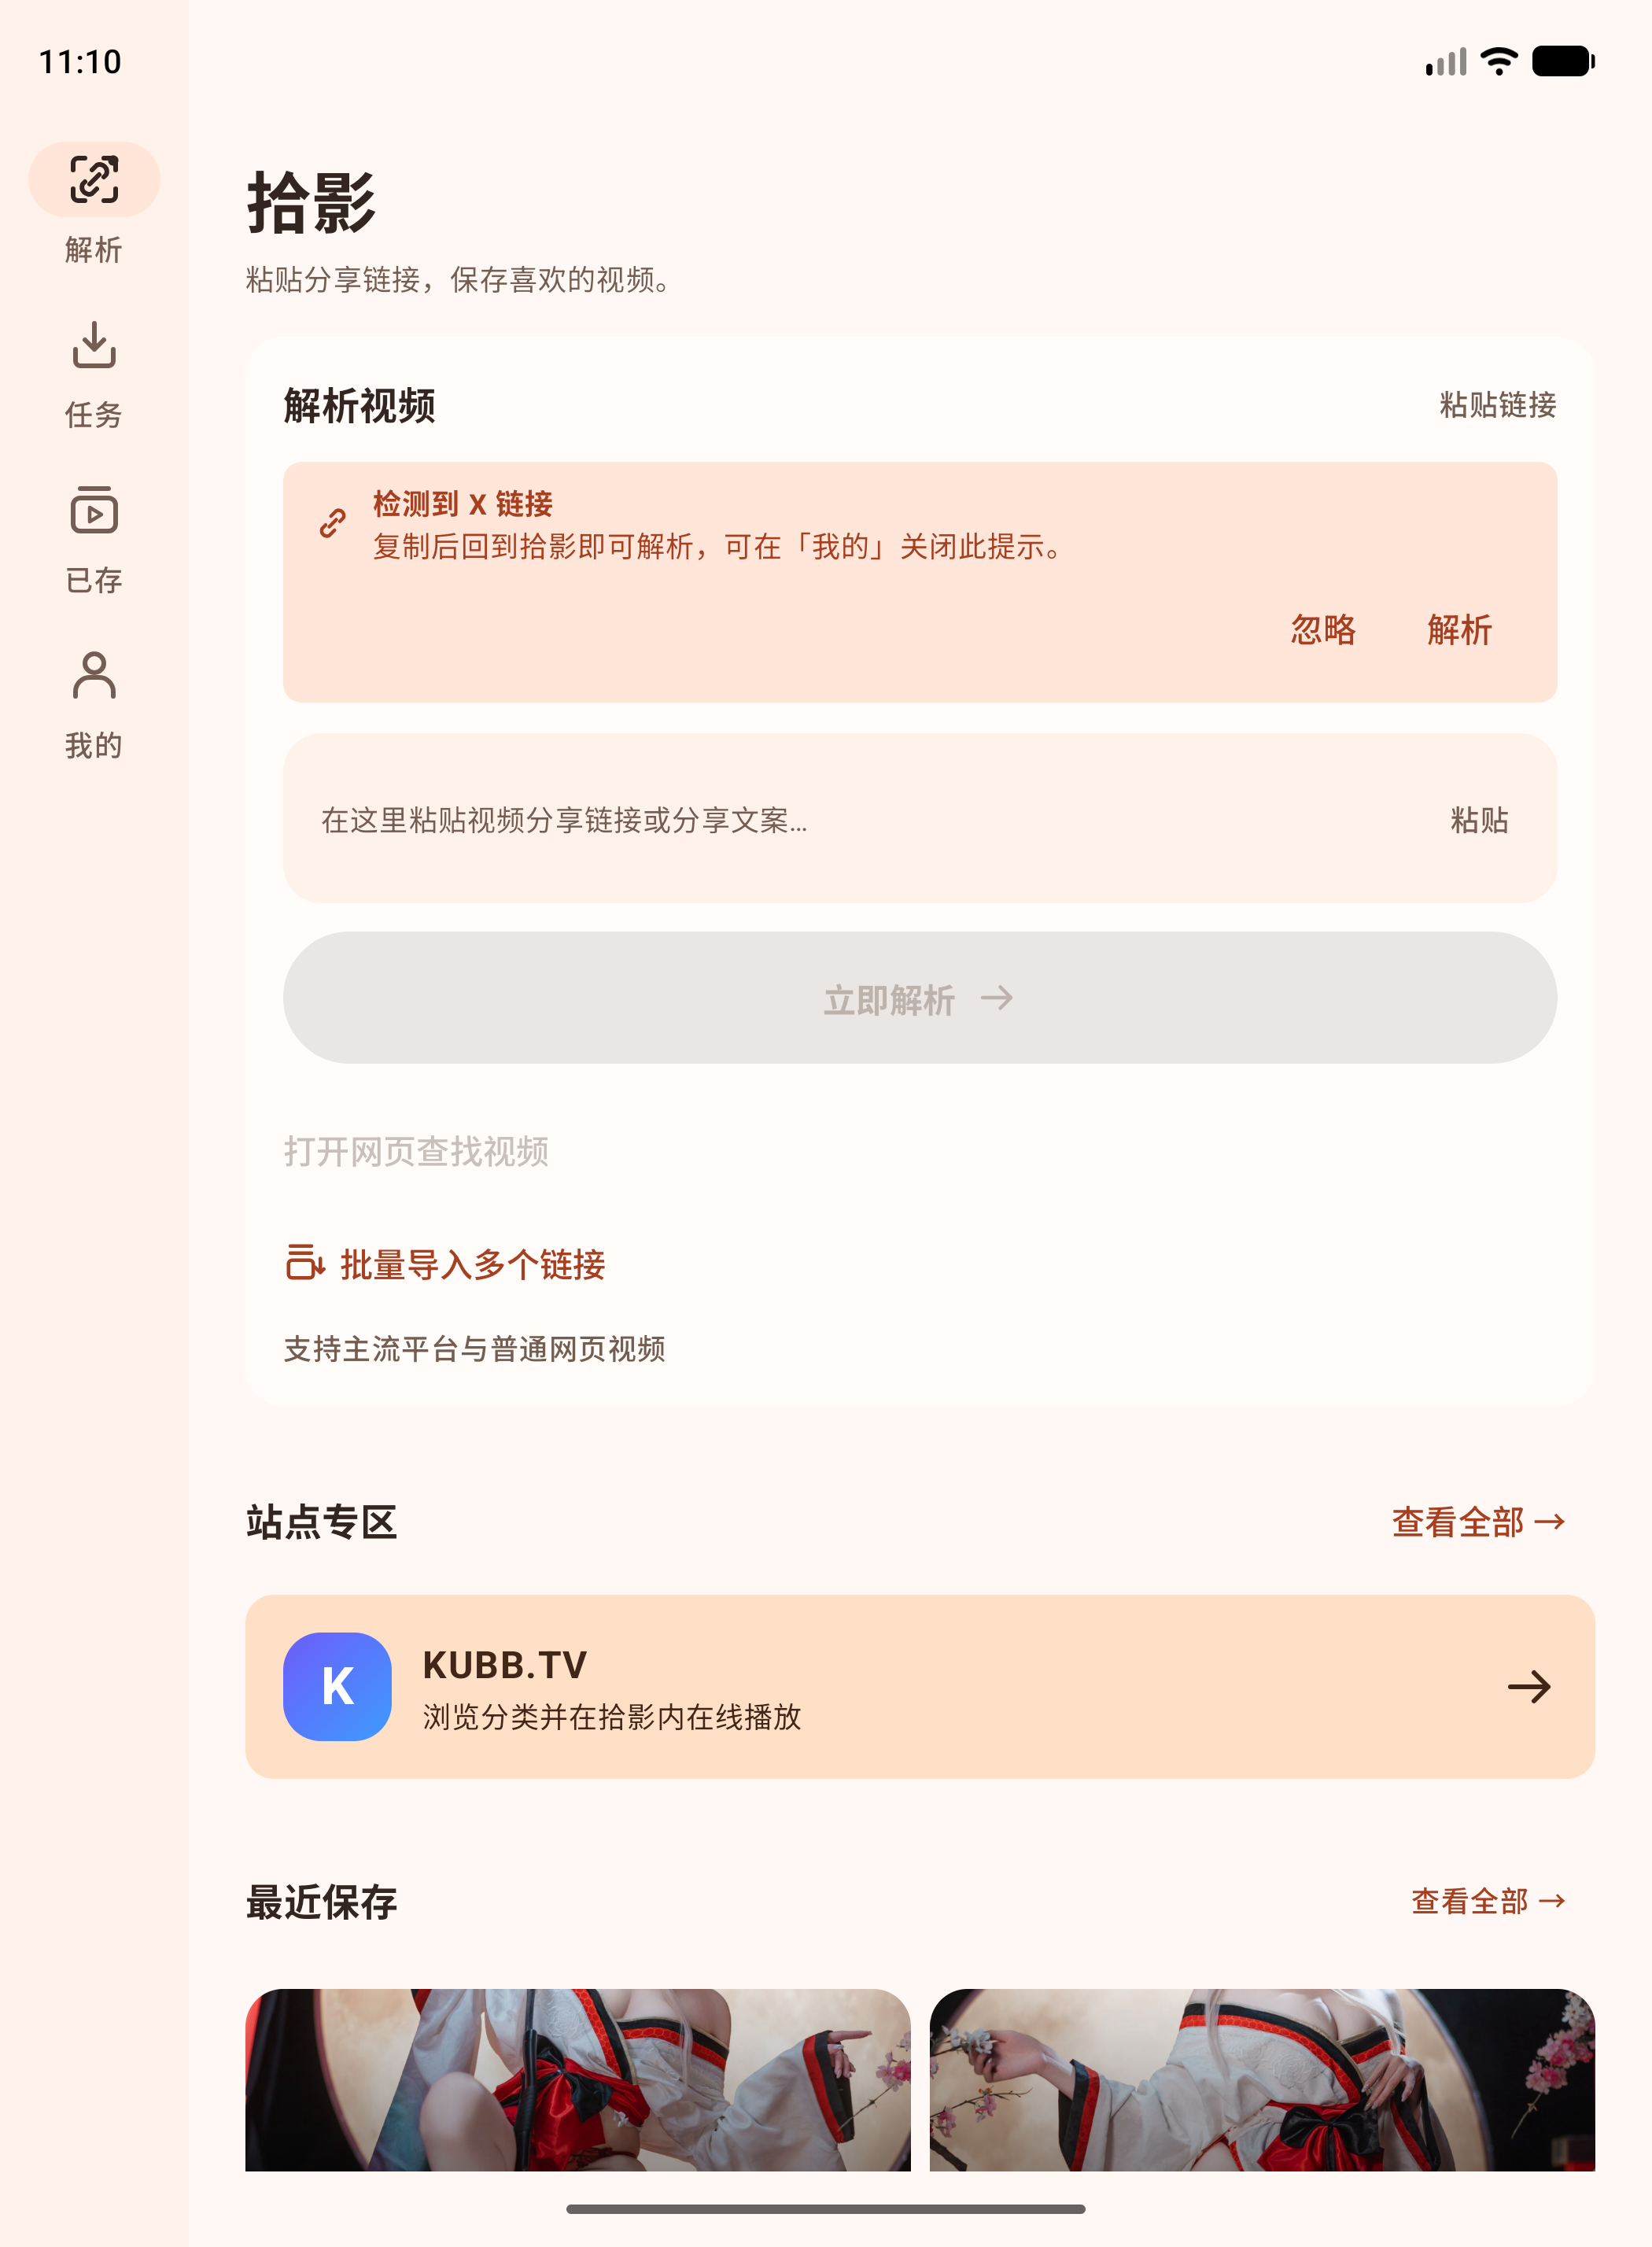 11:10
解析
任务
已存
我的
拾影
粘贴分享链接，保存喜欢的视频。
解析视频
粘贴链接
检测到 X 链接
复制后回到拾影即可解析，可在「我的」关闭此提示。
忽略
解析
在这里粘贴视频分享链接或分享文案...
粘贴
立即解析 →
打开网页查找视频
批量导入多个链接
支持主流平台与普通网页视频
站点专区
查看全部 →
K
KUBB.TV
浏览分类并在拾影内在线播放
最近保存
查看全部 →